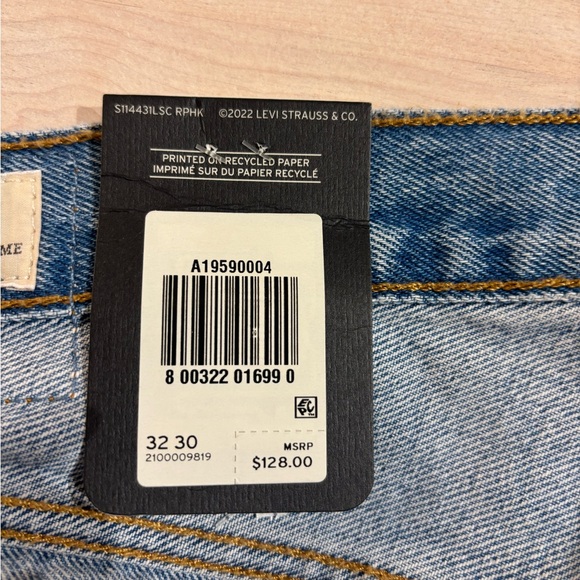 S114431LSC RPHK ©2022 LEVI STRAUSS & CO.
PRINTED ON RECYCLED PAPER
IMPRIMÉ SUR DU PAPIER RECYCLÉ
ME
A19590004
8 00322 01699 0
32 30
2100009819
MSRP
$128.00